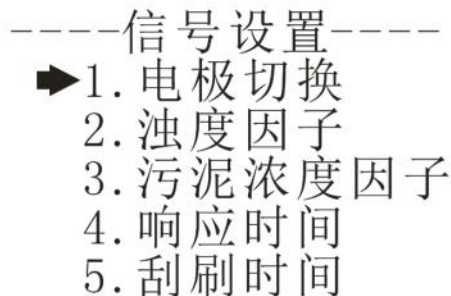 ----信号设置----
➡1.电极切换
2.浊度因子
3.污泥浓度因子
4.响应时间
5.刮刷时间